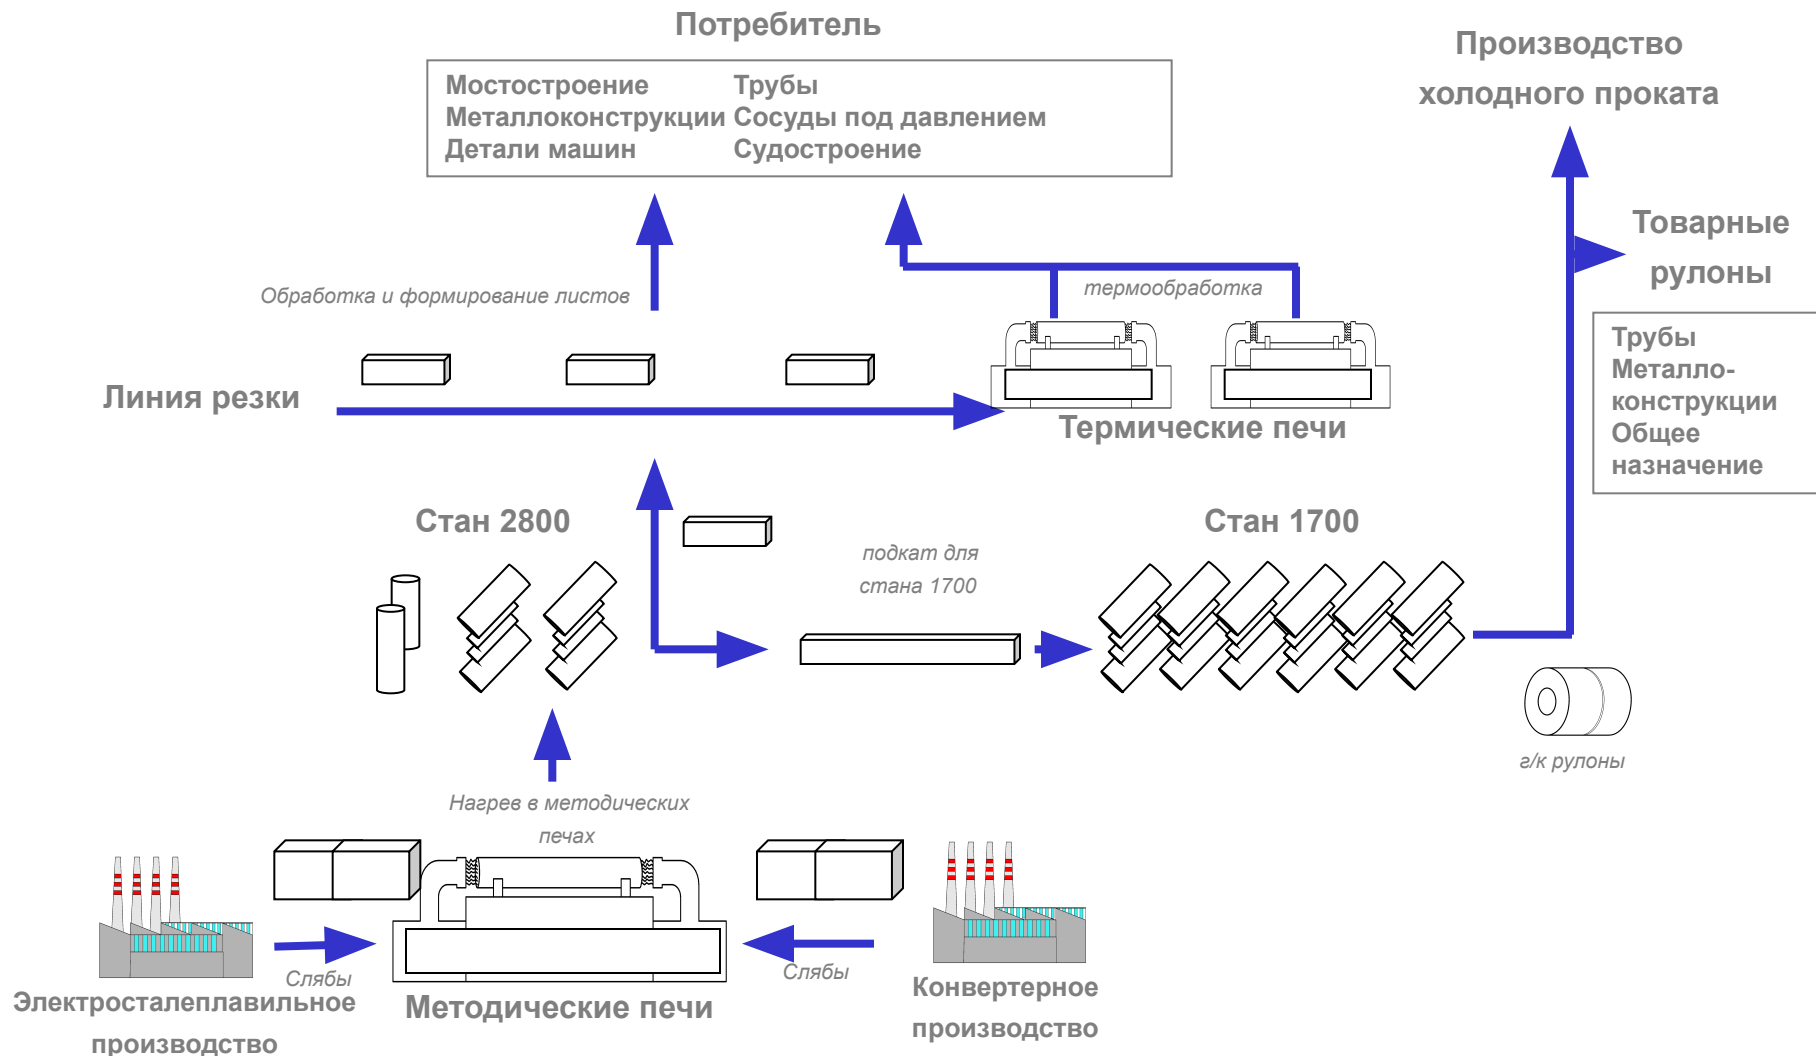 Потребитель
Мостостроение Трубы
Металлоконструкции Сосуды под давлением
Детали машин Судостроение
Производство
холодного проката
Товарные
рулоны
Трубы
Металло-
конструкции
Общее
назначение
Обработка и формирование листов
термообработка
Линия резки
Термические печи
Стан 2800
Стан 1700
подкат для
стана 1700
г/к рулоны
Нагрев в методических
печах
Слябы
Слябы
Электросталеплавильное
производство
Методические печи
Конвертерное
производство